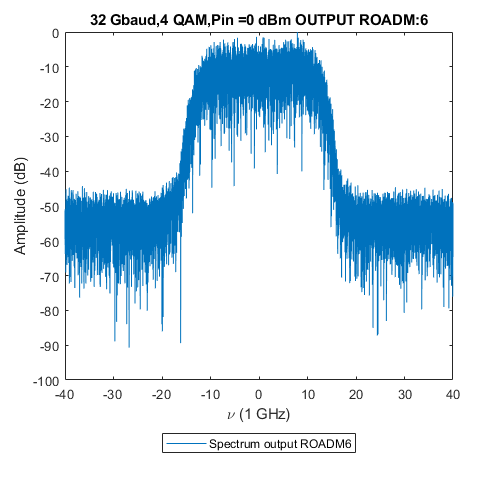 32 Gbaud,4 QAM,Pin =0 dBm OUTPUT ROADM:6
0
-10
-20
-30
-40
-50
-60
-70
-80
-90
-100
Amplitude (dB)
-40 -30 -20 -10 0 10 20 30 40
ν (1 GHz)
Spectrum output ROADM6